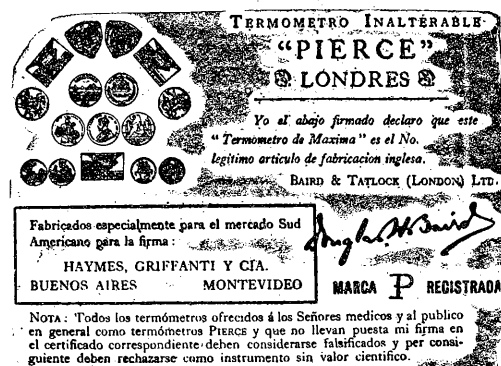 TERMOMETRO INALTERABLE
"PIERCE"
LONDRES
Yo el abajo firmado declaro que este
"Termómetro de Maxima" es el No.
legitimo articulo de fabricacion inglesa.
BAIRD & TATLOCK (LONDON) LTD.
Fabricados especialmente para el mercado Sud
Americano para la firma:
HAYMES, GRIFFANTI Y CÍA.
BUENOS AIRES MONTEVIDEO
Douglas H. Baird
MARCA P REGISTRADA
NOTA: Todos los termómetros ofrecidos á los Señores medicos y al publico
en general como termómetros PIERCE y que no llevan puesta mi firma en
el certificado correspondiente deben considerarse falsificados y per consi-
guiente deben rechazarse como instrumento sin valor cientifico.